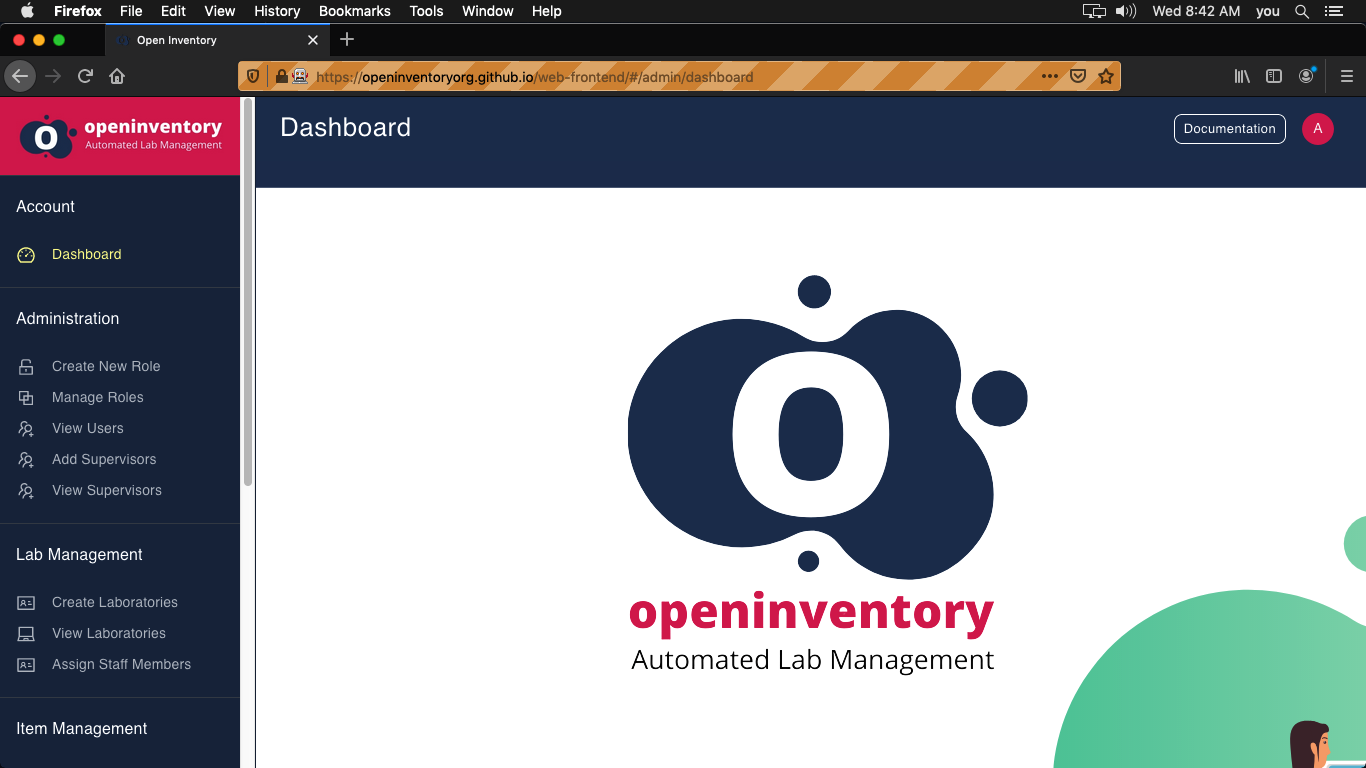 Firefox File Edit View History Bookmarks Tools Window Help Wed 8:42 AM you
Open Inventory
https://openinventoryorg.github.io/web-frontend/#/admin/dashboard
openinventory
Automated Lab Management
Dashboard
Documentation
A
Account
Dashboard
Administration
Create New Role
Manage Roles
View Users
Add Supervisors
View Supervisors
Lab Management
Create Laboratories
View Laboratories
Assign Staff Members
Item Management
openinventory
Automated Lab Management